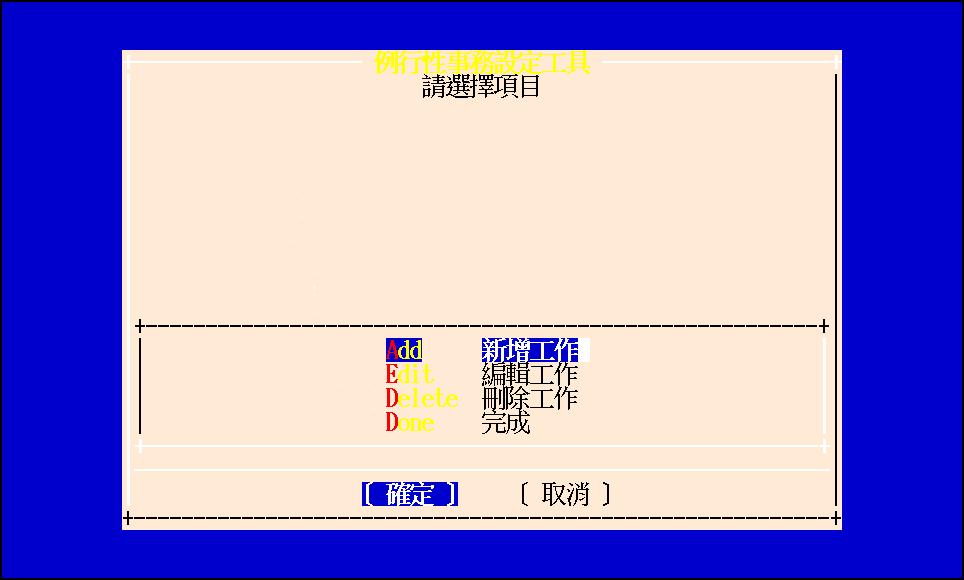 例行性事務設定工具
請選擇項目
Add 新增工作
Edit 編輯工作
Delete 刪除工作
Done 完成
〔 確定 〕 〔 取消 〕